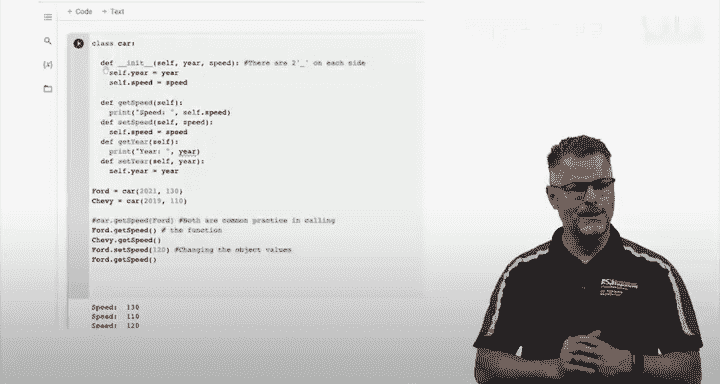 + Code + Text
class car:
def __init__(self, year, speed): #There are 2'_' on each side
self.year = year
self.speed = speed
def getSpeed(self):
print("Speed: ", self.speed)
def setSpeed(self, speed):
self.speed = speed
def getYear(self):
print("Year: ", year)
def setYear(self, year):
self.year = year
Ford = car(2021, 130)
Chevy = car(2019, 110)
#car.getSpeed(Ford) #Both are common practice in calling
Ford.getSpeed() # the function
Chevy.getSpeed()
Ford.setSpeed(120) #Changing the object values
Ford.getSpeed()
Speed: 130
Speed: 110
Speed: 120